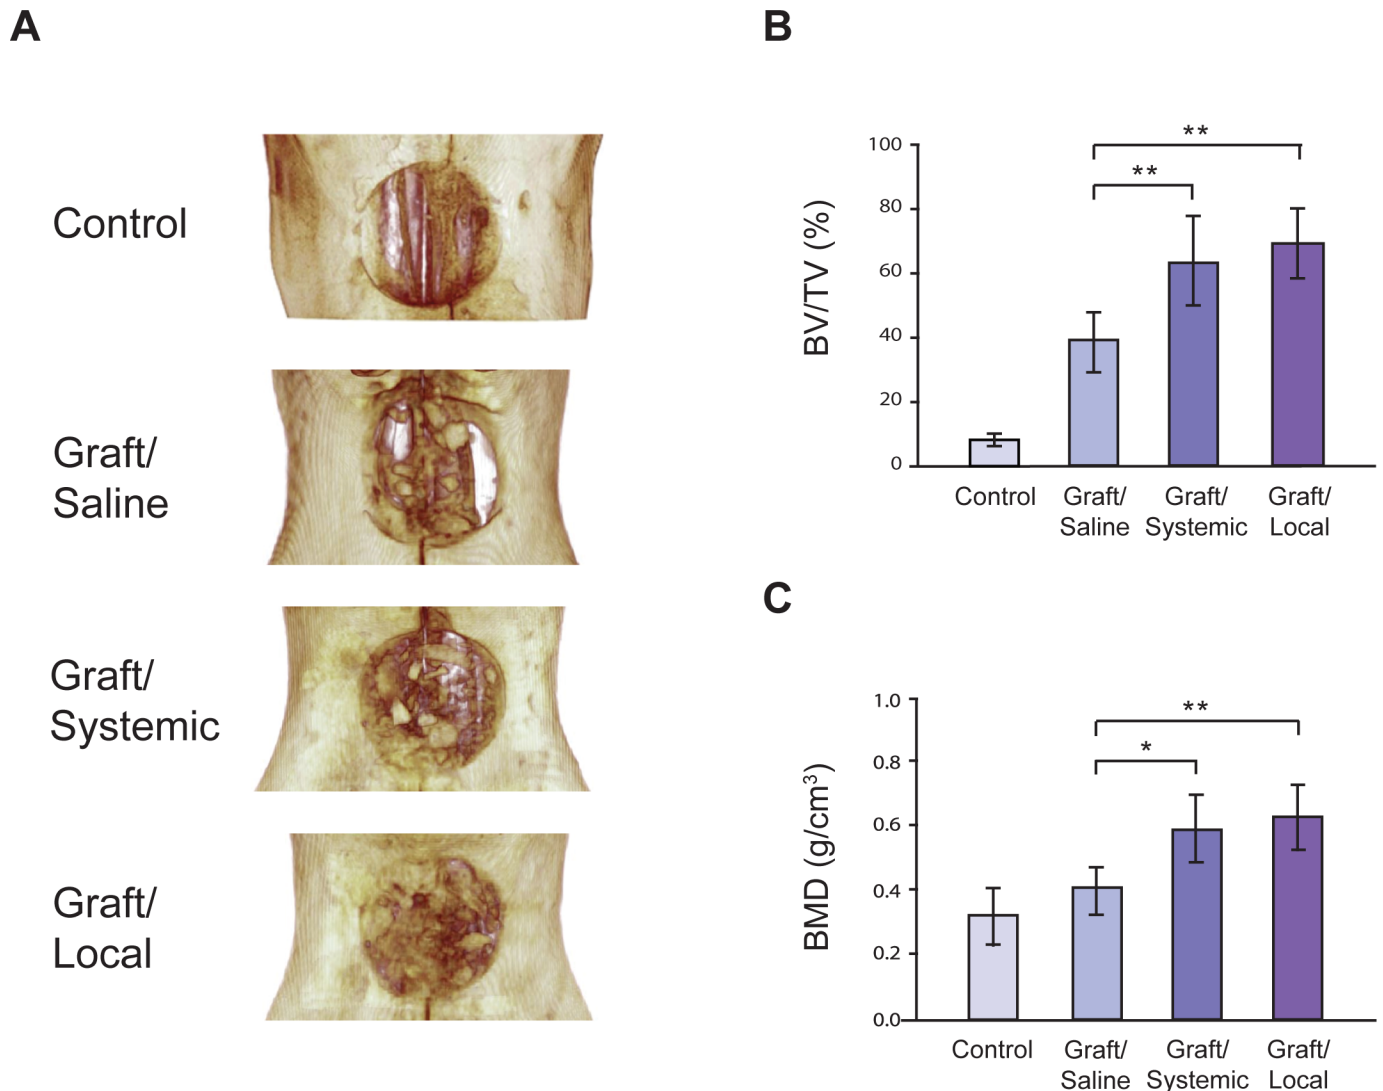 A
Control
Graft/
Saline
Graft/
Systemic
Graft/
Local
B
BV/TV (%)
100
80
60
40
20
0
**
**
Control
Graft/
Saline
Graft/
Systemic
Graft/
Local
C
BMD (g/cm³)
1.0
0.8
0.6
0.4
0.2
0.0
**
*
Control
Graft/
Saline
Graft/
Systemic
Graft/
Local